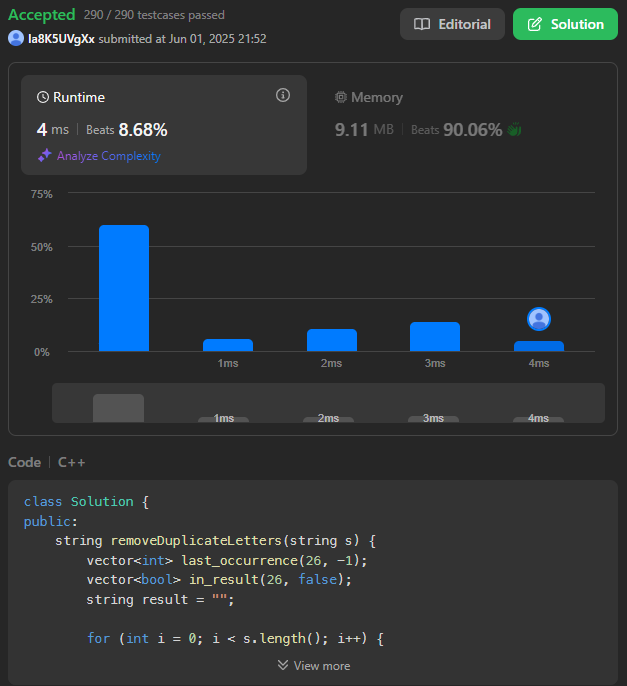 Accepted 290 / 290 testcases passed
Editorial
Solution
la8K5UVgXx submitted at Jun 01, 2025 21:52
Runtime
Memory
4 ms | Beats 8.68%
9.11 MB | Beats 90.06%
Analyze Complexity
75%
50%
25%
0%
1ms 2ms 3ms 4ms
1ms 2ms 3ms 4ms
Code | C++
class Solution {
public:
    string removeDuplicateLetters(string s) {
        vector<int> last_occurrence(26, -1);
        vector<bool> in_result(26, false);
        string result = "";

        for (int i = 0; i < s.length(); i++) {
View more